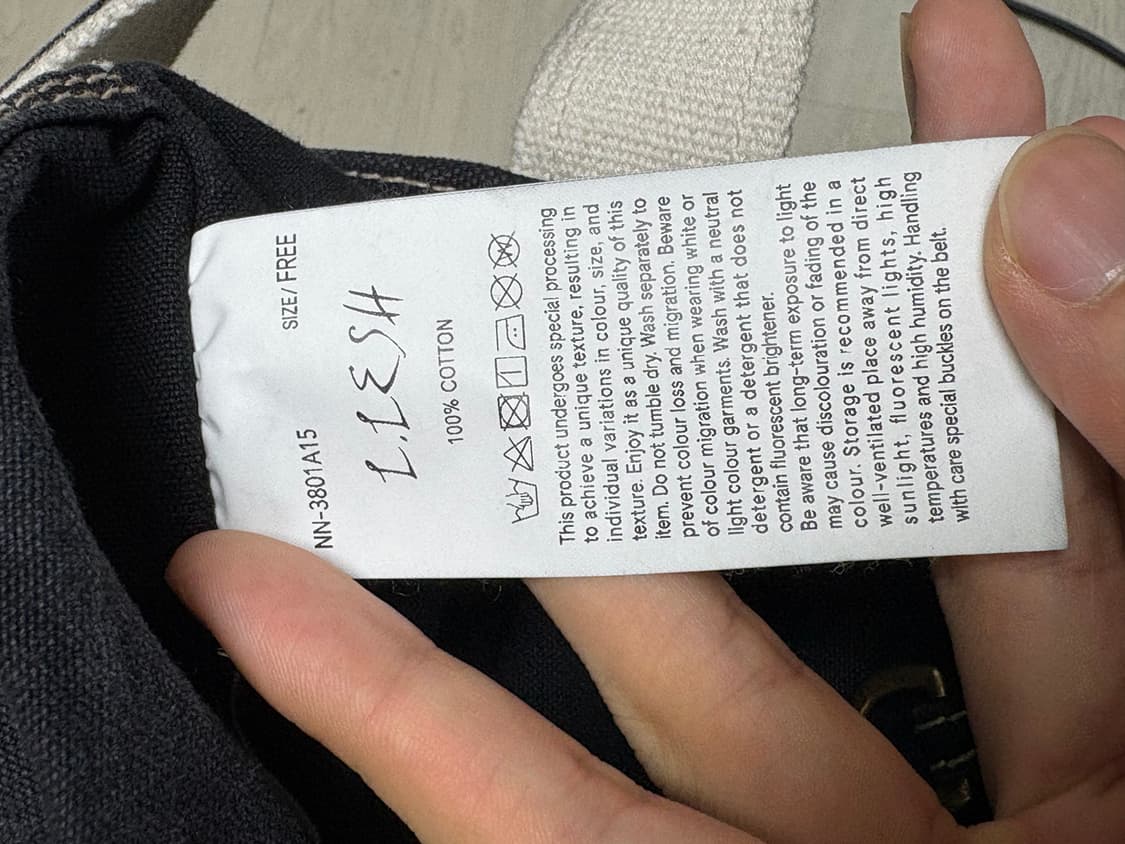 NN-3801A15 SIZE/ FREE
L.IESH
100% COTTON
This product undergoes special processing
to achieve a unique texture, resulting in
individual variations in colour, size, and
texture. Enjoy it as a unique quality of this
item. Do not tumble dry. Wash separately to
prevent colour loss and migration. Beware
of colour migration when wearing white or
light colour garments. Wash with a neutral
detergent or a detergent that does not
contain fluorescent brightener.
Be aware that long-term exposure to light
may cause discolouration or fading of the
colour. Storage is recommended in a
well-ventilated place away from direct
sunlight, fluorescent lights, high
temperatures and high humidity. Handling
with care special buckles on the belt.